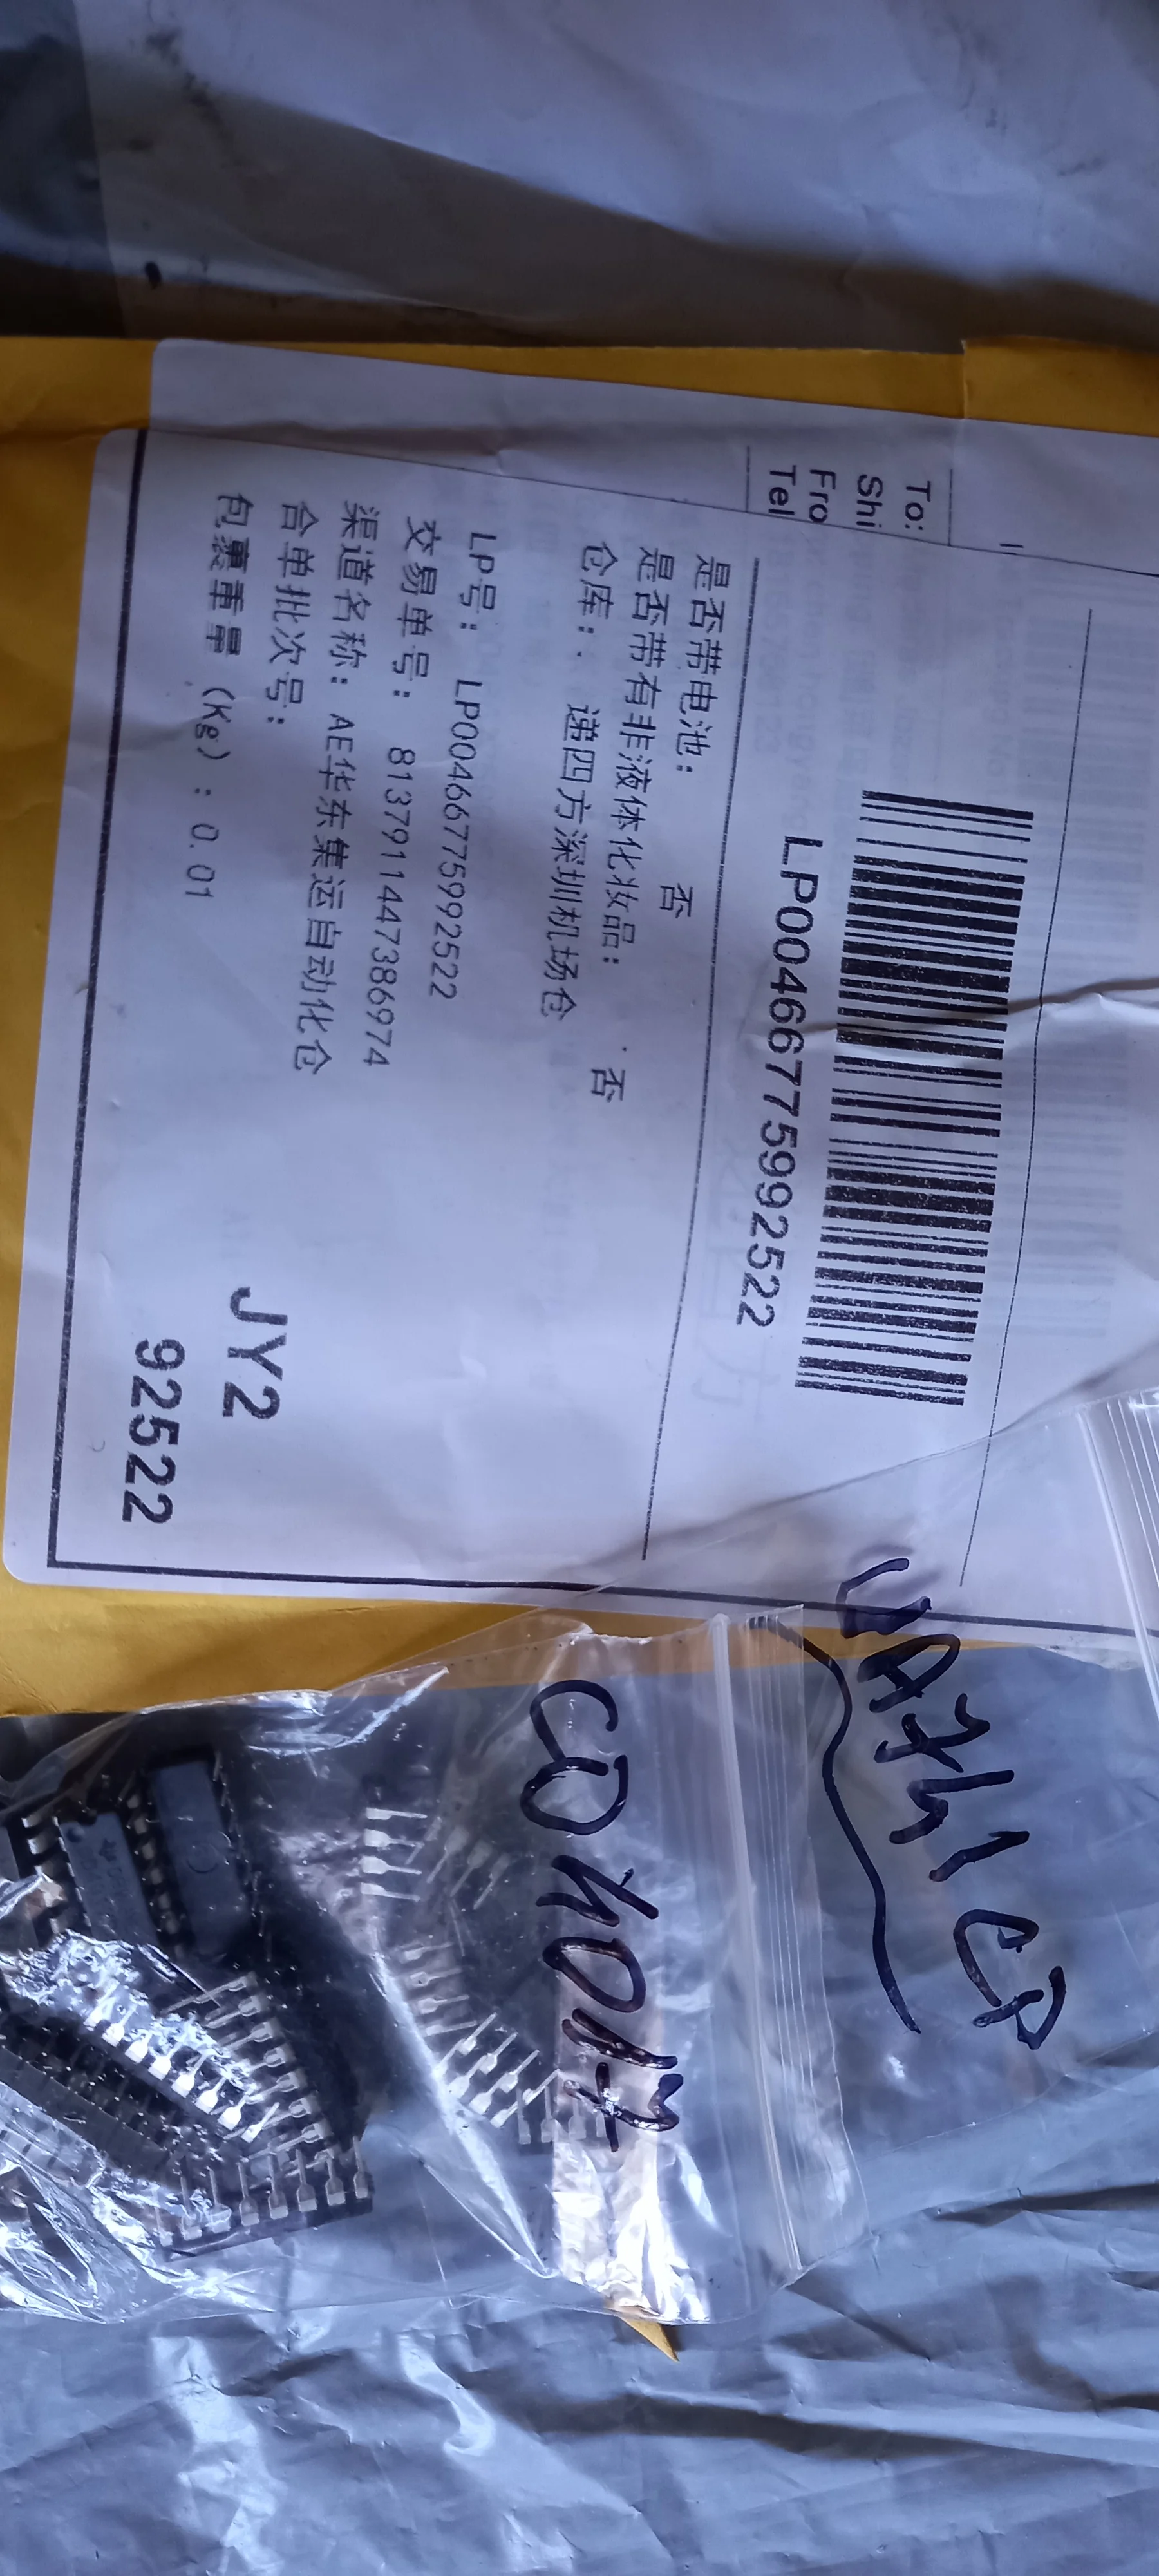 To:
Shi
Fro
Tel
LP00466775992522
是否带电池: 否
是否带有非液体化妆品: 否
仓库: 递四方深圳机场仓
LP号: LP00466775992522
交易单号: 8137911447386974
渠道名称: AE华东集运自动化仓
合单批次号:
包裹重量 (Kg) : 0.01
JY2
92522
UA741CP
CD4017